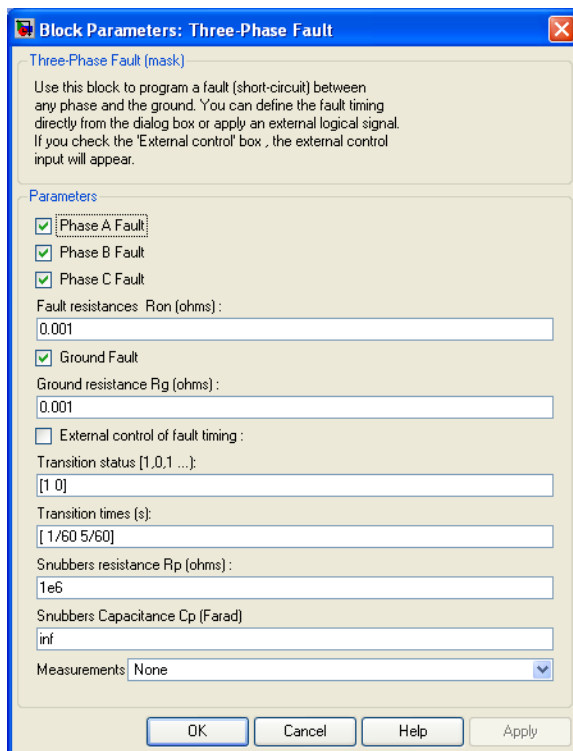 Block Parameters: Three-Phase Fault
Three-Phase Fault (mask)
Use this block to program a fault (short-circuit) between
any phase and the ground. You can define the fault timing
directly from the dialog box or apply an external logical signal.
If you check the 'External control' box , the external control
input will appear.
Parameters
Phase A Fault
Phase B Fault
Phase C Fault
Fault resistances Ron (ohms) :
0.001
Ground Fault
Ground resistance Rg (ohms) :
0.001
External control of fault timing :
Transition status [1,0,1 ...):
[1 0]
Transition times (s):
[ 1/60 5/60]
Snubbers resistance Rp (ohms) :
1e6
Snubbers Capacitance Cp (Farad)
inf
Measurements None
OK Cancel Help Apply